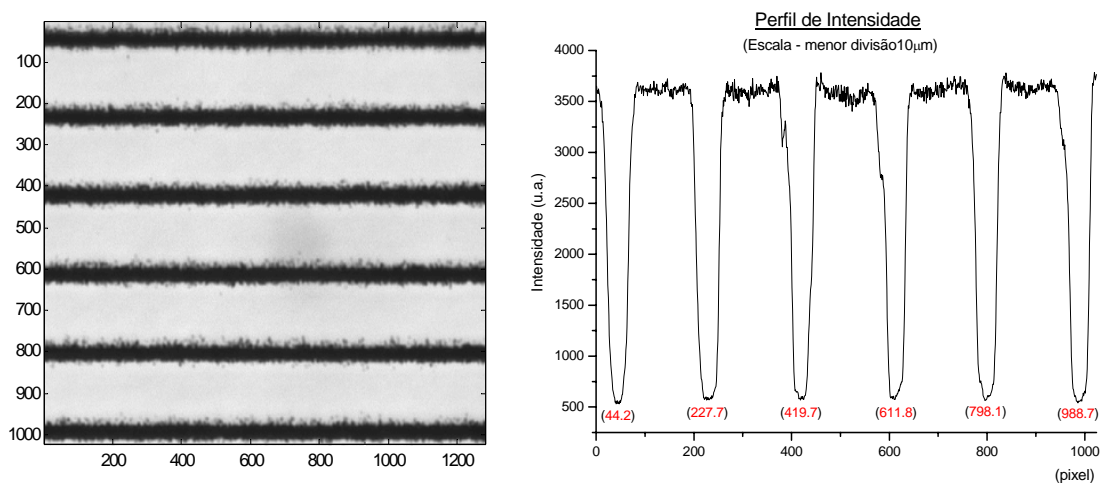 100
200
300
400
500
600
700
800
900
1000
200 400 600 800 1000 1200
Perfil de Intensidade
(Escala - menor divisão10μm)
Intensidade (u.a.)
4000
3500
3000
2500
2000
1500
1000
500
(44.2) (227.7) (419.7) (611.8) (798.1) (988.7)
0 200 400 600 800 1000
(pixel)